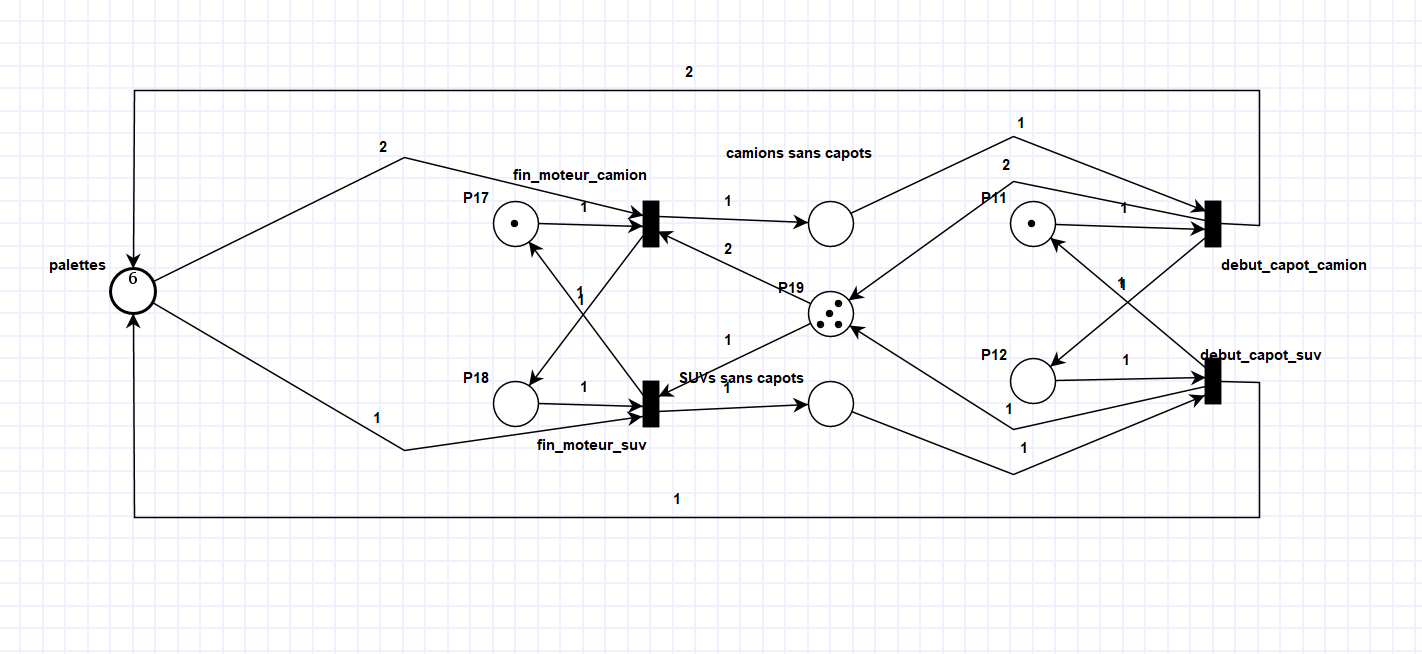 2
2
1
camions sans capots
2
fin_moteur_camion
P17
1
1
P11
1
2
palettes
6
debut_capot_camion
P19
1
1
1
1
1
debut_capot_suv
P12
1
P18
1
SUVs sans capots
1
1
1
fin_moteur_suv
1
1